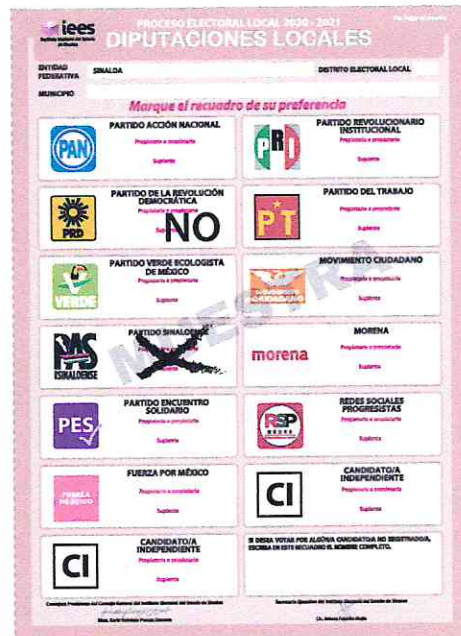 iees
PROCESO ELECTORAL LOCAL 2020 - 2021
DIPUTACIONES LOCALES
ENTIDAD FEDERATIVA
SINALOA
DISTRITO ELECTORAL LOCAL
MUNICIPIO
Marque el recuadro de su preferencia
PAN
PARTIDO ACCIÓN NACIONAL
Propietaria o propietario
Suplente
PRI
PARTIDO REVOLUCIONARIO
INSTITUCIONAL
Propietaria o propietario
Suplente
PRD
PARTIDO DE LA REVOLUCIÓN
DEMOCRÁTICA
Propietaria o propietario
NO
PT
PARTIDO DEL TRABAJO
Propietaria o propietario
Suplente
VERDE
PARTIDO VERDE ECOLOGISTA
DE MÉXICO
Propietaria o propietario
Suplente
MOVIMIENTO CIUDADANO
MOVIMIENTO CIUDADANO
Propietaria o propietario
Suplente
MUESTRA
PAS
SINALOENSE
PARTIDO SINALOENSE
morena
MORENA
Propietaria o propietario
Suplente
PES
PARTIDO ENCUENTRO
SOLIDARIO
Propietaria o propietario
Suplente
RSP
REDES SOCIALES
PROGRESISTAS
Propietaria o propietario
Suplente
FUERZA MÉXICO
FUERZA POR MÉXICO
Propietaria o propietario
Suplente
CI
CANDIDATO/A
INDEPENDIENTE
Propietaria o propietario
Suplente
CI
CANDIDATO/A
INDEPENDIENTE
Propietaria o propietario
Suplente
SI DESEA VOTAR POR ALGÚN/A CANDIDATO/A NO REGISTRADO/A,
ESCRIBA EN ESTE RECUADRO EL NOMBRE COMPLETO.